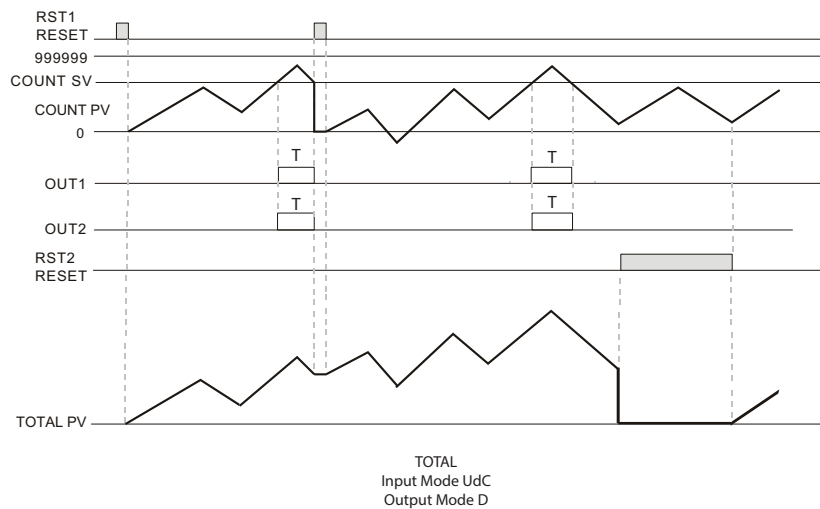 RST1
RESET
999999
COUNT SV
COUNT PV
0
T
T
OUT1
T
T
OUT2
RST2
RESET
TOTAL PV
TOTAL
Input Mode UdC
Output Mode D